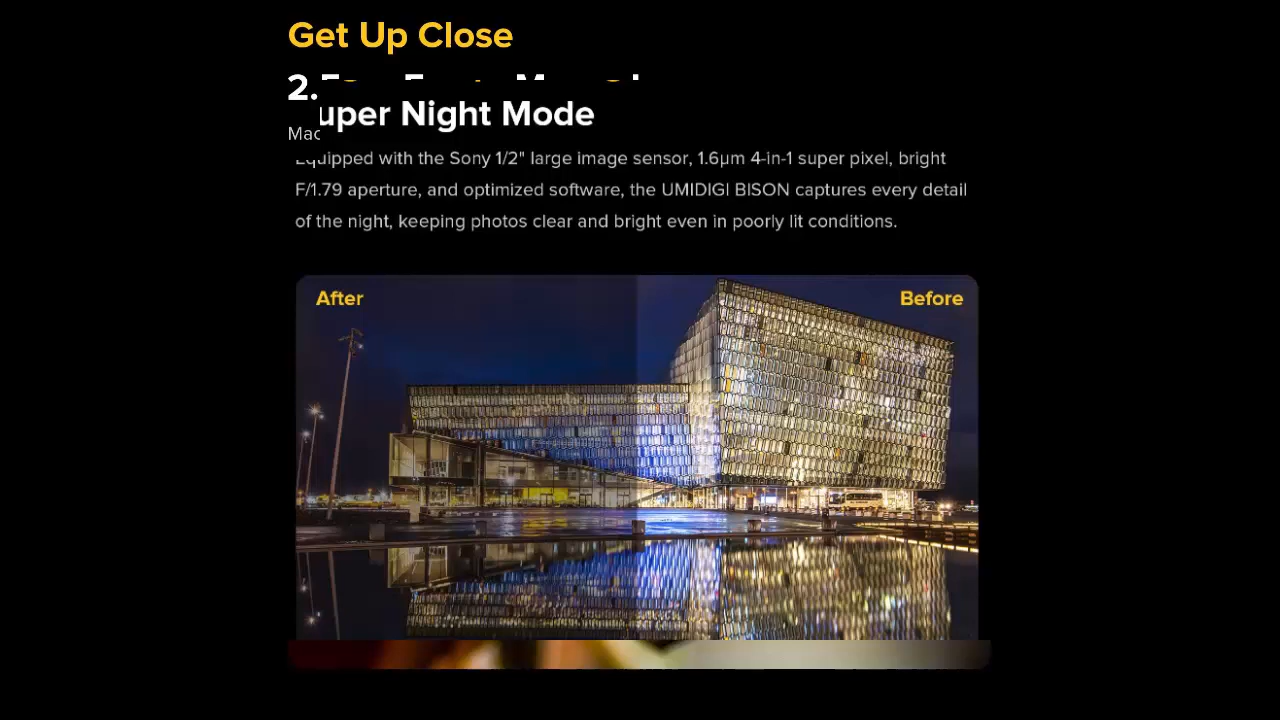 Get Up Close
2.
uper Night Mode
Mac
Equipped with the Sony 1/2" large image sensor, 1.6μm 4-in-1 super pixel, bright
F/1.79 aperture, and optimized software, the UMIDIGI BISON captures every detail
of the night, keeping photos clear and bright even in poorly lit conditions.
After
Before